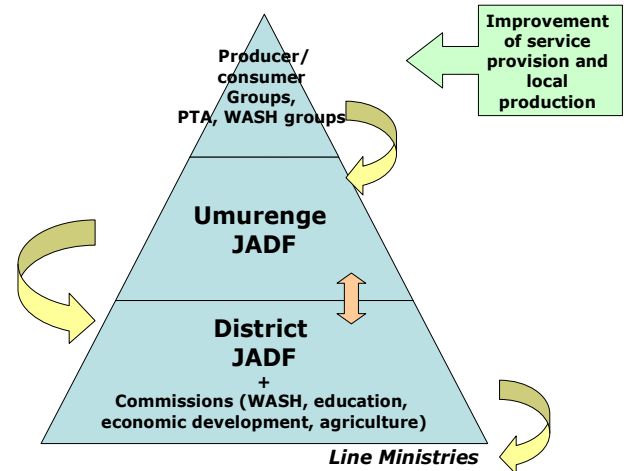 Producer/
consumer
Groups,
PTA, WASH groups
Improvement
of service
provision and
local
production
Umurenge
JADF
District
JADF
+
Commissions (WASH, education,
economic development, agriculture)
Line Ministries